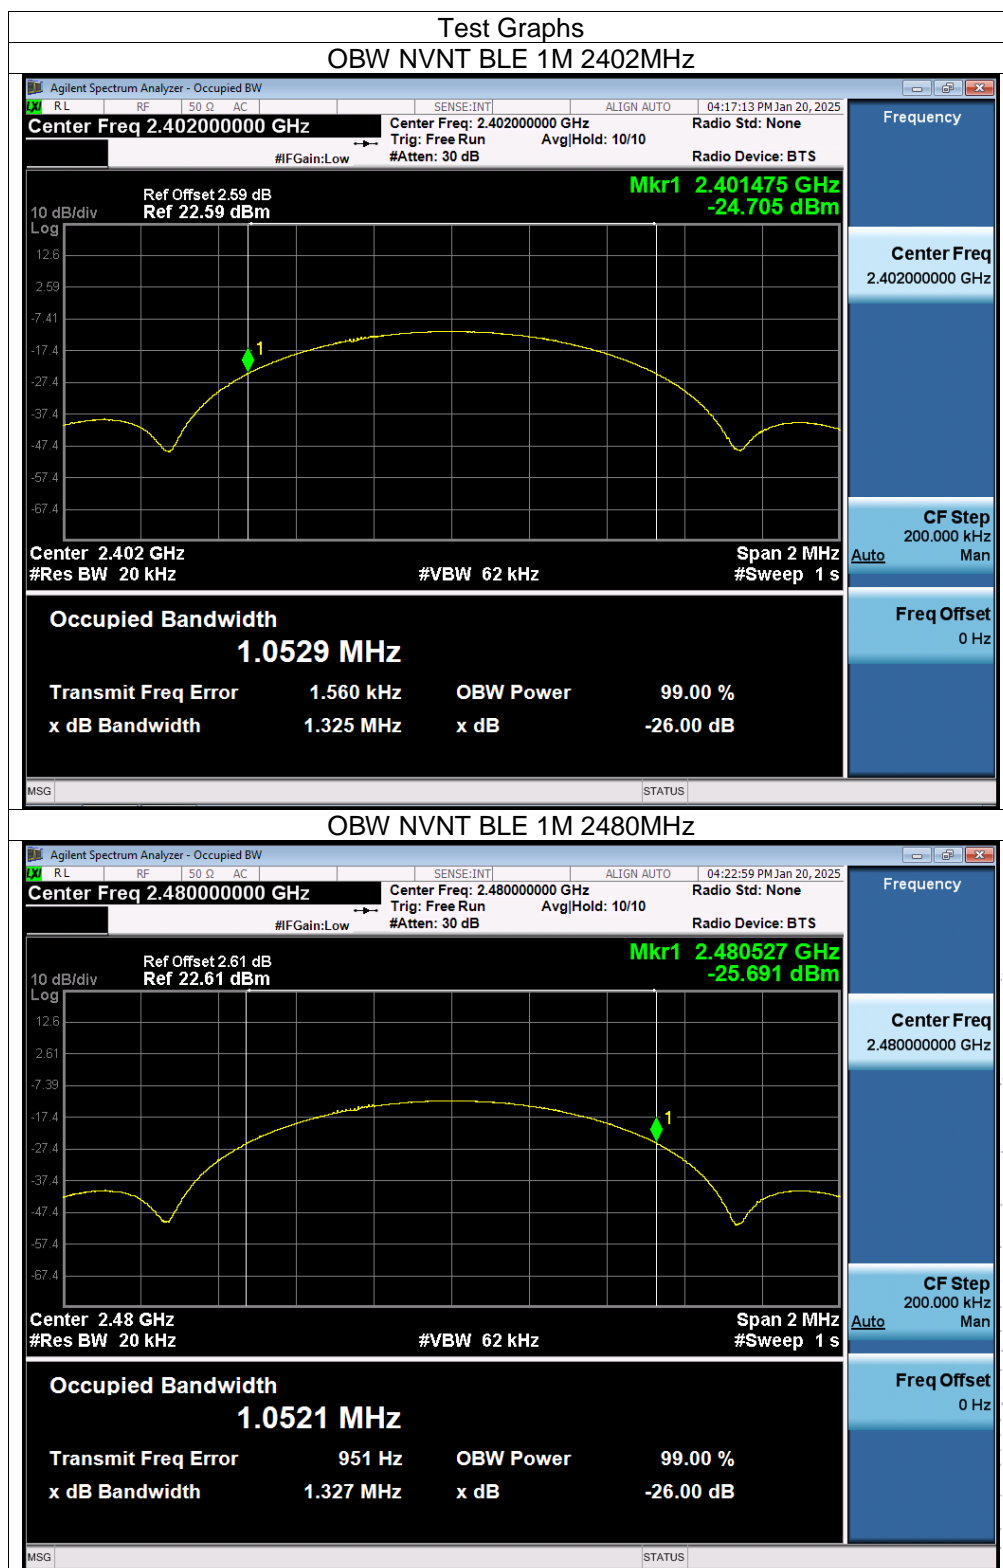 Test Graphs
OBW NVNT BLE 1M 2402MHz
Agilent Spectrum Analyzer - Occupied BW
LXI RL RF 50 Ω AC SENSE:INT ALIGN AUTO 04:17:13 PM Jan 20, 2025
Center Freq 2.402000000 GHz Center Freq: 2.402000000 GHz Radio Std: None
Trig: Free Run Avg|Hold: 10/10
#IFGain:Low #Atten: 30 dB Radio Device: BTS
Frequency
Mkr1 2.401475 GHz
-24.705 dBm
Ref Offset 2.59 dB
10 dB/div Ref 22.59 dBm
Log
12.6
2.59
-7.41
-17.4
-27.4
-37.4
-47.4
-57.4
-67.4
1
Center 2.402 GHz Span 2 MHz
#Res BW 20 kHz #VBW 62 kHz #Sweep 1 s
Center Freq
2.402000000 GHz
CF Step
200.000 kHz
Auto Man
Freq Offset
0 Hz
Occupied Bandwidth
1.0529 MHz
Transmit Freq Error 1.560 kHz OBW Power 99.00 %
x dB Bandwidth 1.325 MHz x dB -26.00 dB
MSG STATUS
OBW NVNT BLE 1M 2480MHz
Agilent Spectrum Analyzer - Occupied BW
LXI RL RF 50 Ω AC SENSE:INT ALIGN AUTO 04:22:59 PM Jan 20, 2025
Center Freq 2.480000000 GHz Center Freq: 2.480000000 GHz Radio Std: None
Trig: Free Run Avg|Hold: 10/10
#IFGain:Low #Atten: 30 dB Radio Device: BTS
Frequency
Mkr1 2.480527 GHz
-25.691 dBm
Ref Offset 2.61 dB
10 dB/div Ref 22.61 dBm
Log
12.6
2.61
-7.39
-17.4
-27.4
-37.4
-47.4
-57.4
-67.4
1
Center 2.48 GHz Span 2 MHz
#Res BW 20 kHz #VBW 62 kHz #Sweep 1 s
Center Freq
2.480000000 GHz
CF Step
200.000 kHz
Auto Man
Freq Offset
0 Hz
Occupied Bandwidth
1.0521 MHz
Transmit Freq Error 951 Hz OBW Power 99.00 %
x dB Bandwidth 1.327 MHz x dB -26.00 dB
MSG STATUS